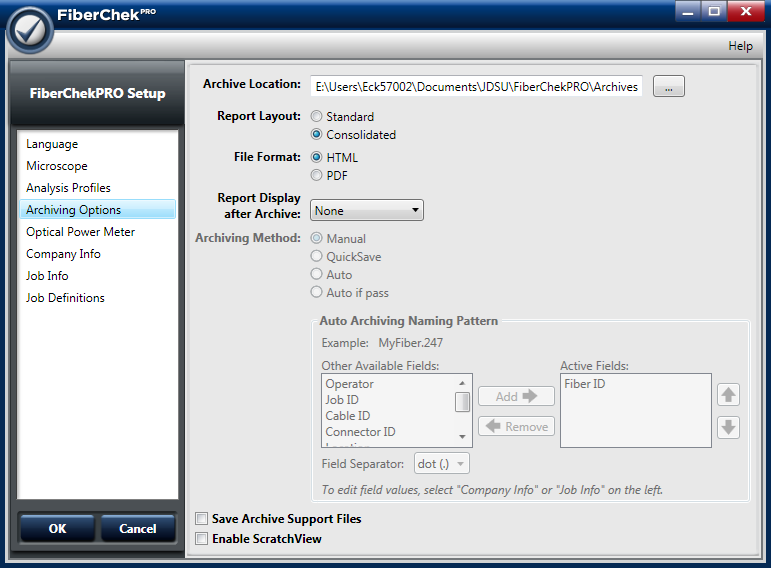 FiberChekPRO
Help
FiberChekPRO Setup
Language
Microscope
Analysis Profiles
Archiving Options
Optical Power Meter
Company Info
Job Info
Job Definitions
OK
Cancel
Archive Location: E:\Users\Eck57002\Documents\JDSU\FiberChekPRO\Archives ...
Report Layout: Standard
Consolidated
File Format: HTML
PDF
Report Display
after Archive: None
Archiving Method: Manual
QuickSave
Auto
Auto if pass
Auto Archiving Naming Pattern
Example: MyFiber.247
Other Available Fields:
Operator
Job ID
Cable ID
Connector ID
Add
Remove
Active Fields:
Fiber ID
Field Separator: dot (.)
To edit field values, select "Company Info" or "Job Info" on the left.
Save Archive Support Files
Enable ScratchView